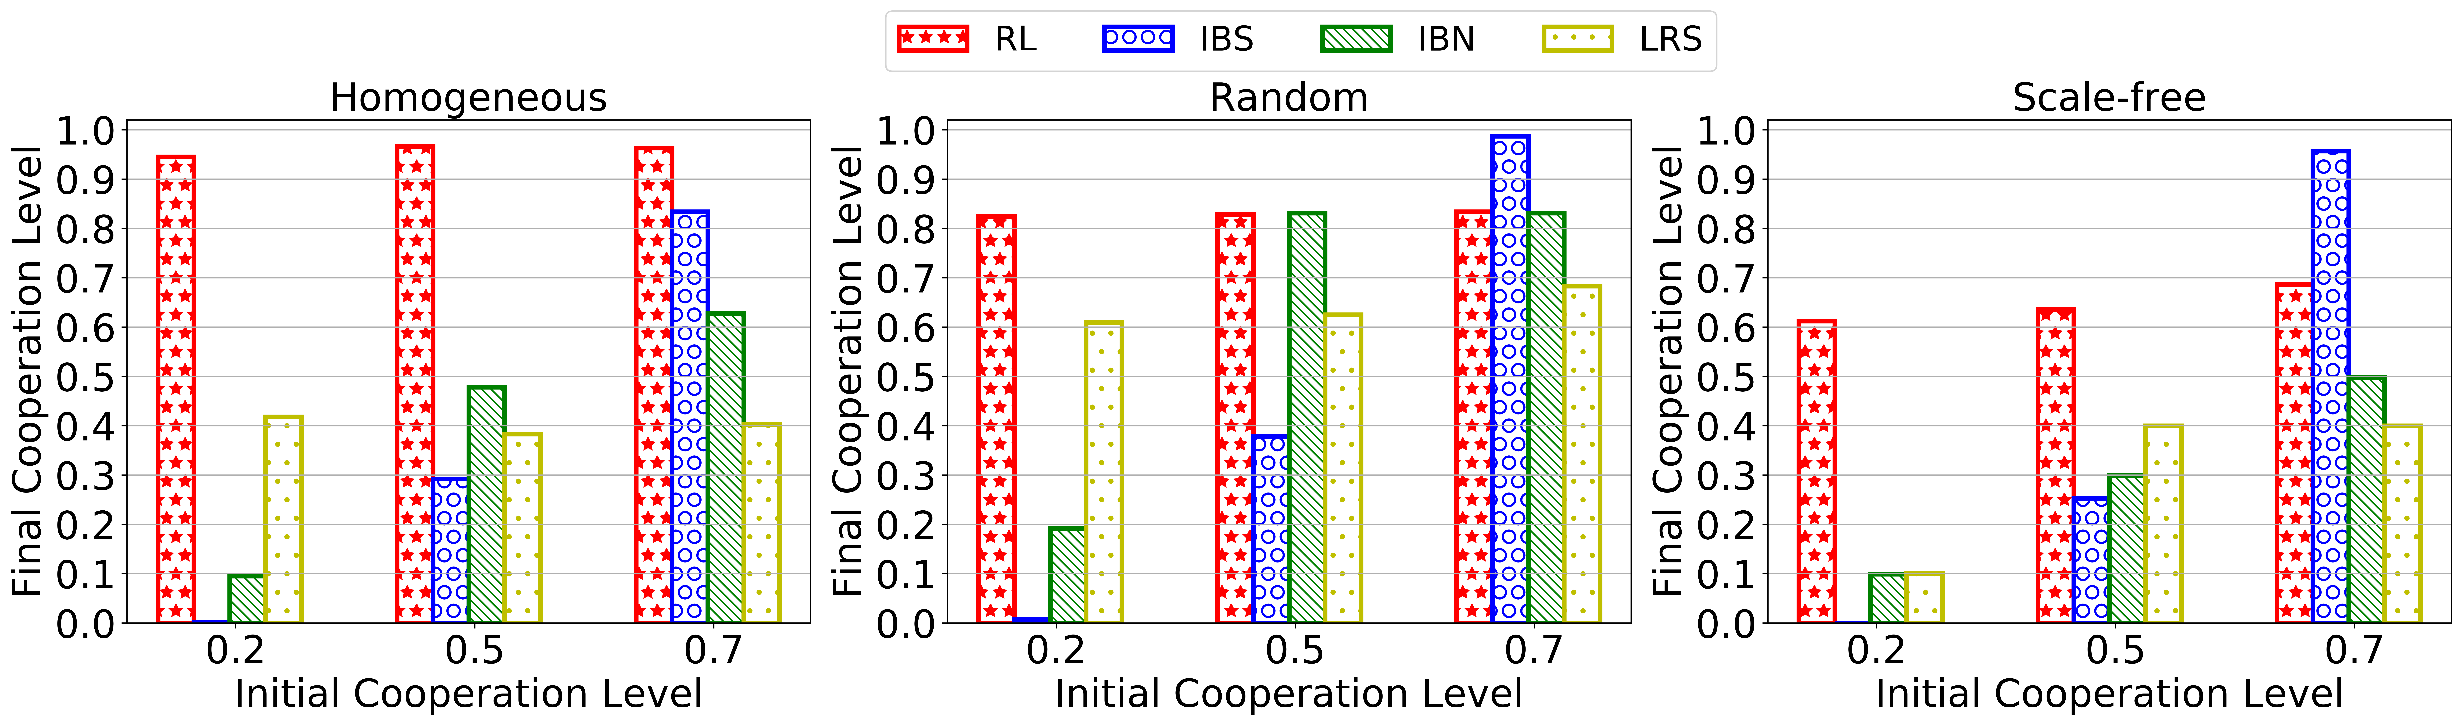 RL IBS IBN LRS
Homogeneous
1.0
0.9
0.8
0.7
0.6
0.5
0.4
0.3
0.2
0.1
0.0
Final Cooperation Level
0.2 0.5 0.7
Initial Cooperation Level
Random
1.0
0.9
0.8
0.7
0.6
0.5
0.4
0.3
0.2
0.1
0.0
Final Cooperation Level
0.2 0.5 0.7
Initial Cooperation Level
Scale-free
1.0
0.9
0.8
0.7
0.6
0.5
0.4
0.3
0.2
0.1
0.0
Final Cooperation Level
0.2 0.5 0.7
Initial Cooperation Level